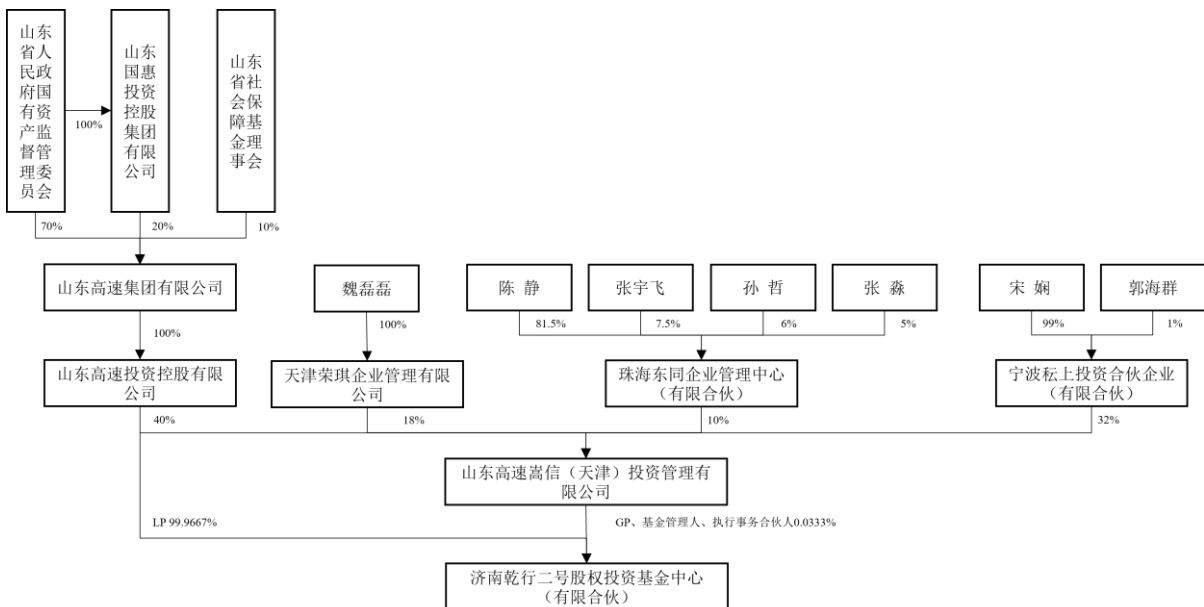 山东
省人
民政
府国
有资
产监
督管
理委
员会
100%
山东
国惠
投资
控股
集团
有限
公司
山东
省社
会保
障基
金理
事会
70%
20%
10%
山东高速集团有限公司
魏磊磊
陈 静
张宇飞
孙 哲
张 淼
宋 娴
郭海群
100%
100%
81.5%
7.5%
6%
5%
99%
1%
山东高速投资控股有限
公司
天津荣琪企业管理有限
公司
珠海东同企业管理中心
（有限合伙）
宁波耘上投资合伙企业
（有限合伙）
40%
18%
10%
32%
山东高速嵩信（天津）投资管理有
限公司
LP 99.9667%
GP、基金管理人、执行事务合伙人0.0333%
济南乾行二号股权投资基金中心
（有限合伙）